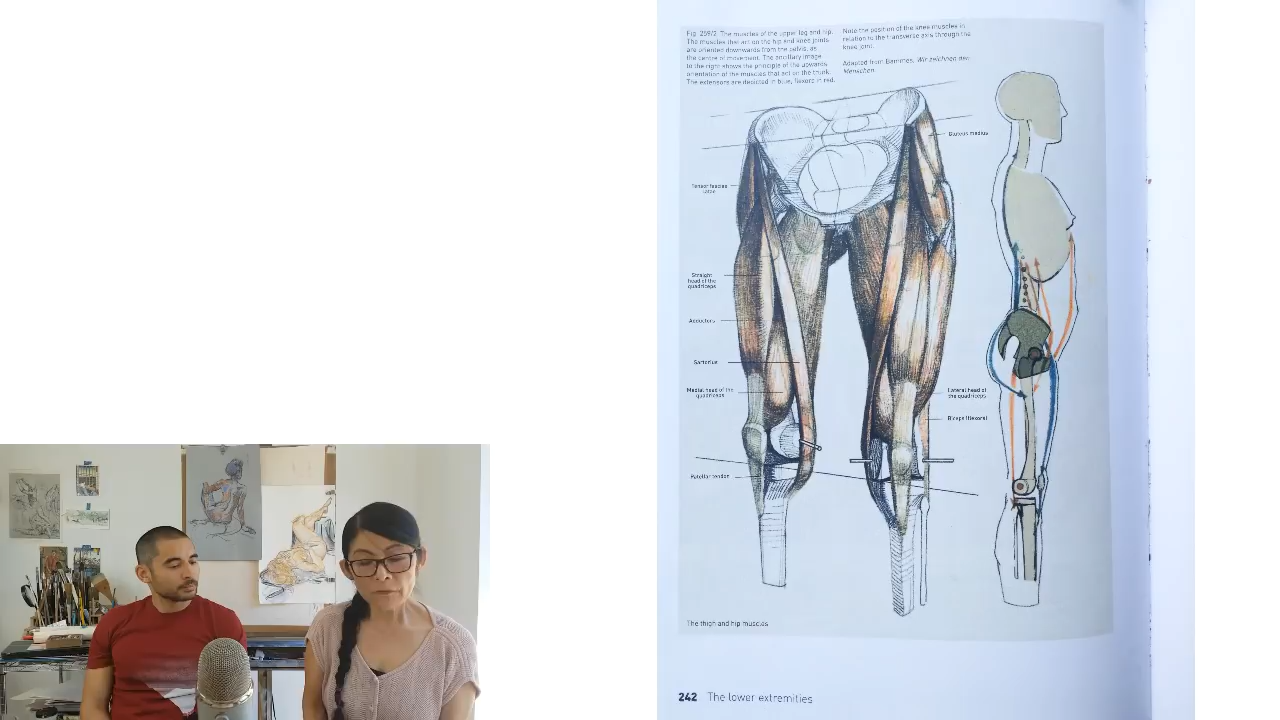 Fig. 259/2: The muscles of the upper leg and hip.
The muscles that act on the hip and knee joints
are oriented downwards from the pelvis, as
the centre of movement. The ancillary image
to the right shows the principle of the upwards
orientation of the muscles that act on the trunk.
The extensors are depicted in blue, flexors in red.
Note the position of the knee muscles in
relation to the transverse axis through the
knee joint.
Adapted from Bammes, Wir zeichnen den
Menschen.
Gluteus medius
Tensor fasciae
latae
Straight
head of the
quadriceps
Adductors
Sartorius
Medial head of the
quadriceps
Lateral head of
the quadriceps
Biceps (flexors)
Patellar tendon
The thigh and hip muscles
242 The lower extremities